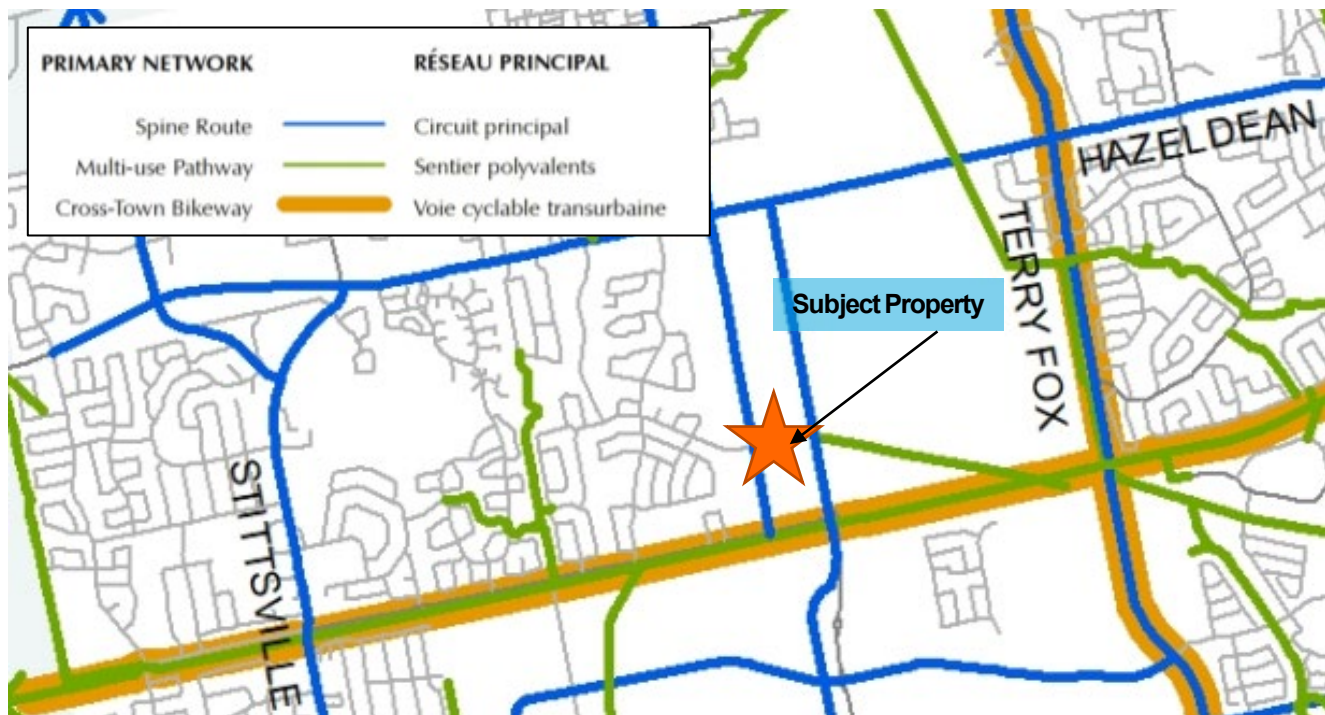 PRIMARY NETWORK RÉSEAU PRINCIPAL
Spine Route Circuit principal
Multi-use Pathway Sentier polyvalents
Cross-Town Bikeway Voie cyclable transurbaine
HAZELDEAN
TERRY FOX
Subject Property
STITTSVILLE